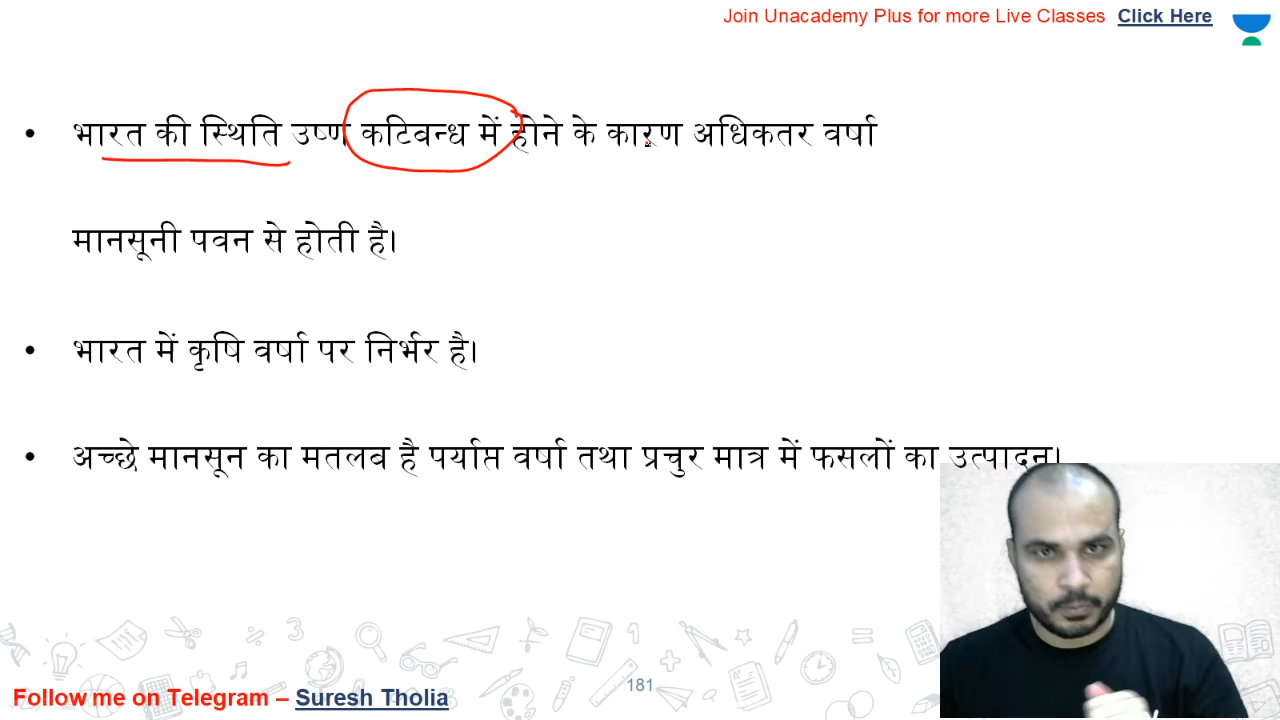 Join Unacademy Plus for more Live Classes Click Here
• भारत की स्थिति उष्ण कटिबन्ध में होने के कारण अधिकतर वर्षा
मानसूनी पवन से होती है।
• भारत में कृषि वर्षा पर निर्भर है।
• अच्छे मानसून का मतलब है पर्याप्त वर्षा तथा प्रचुर मात्र में फसलों का उत्पादन।
181
Follow me on Telegram – Suresh Tholia